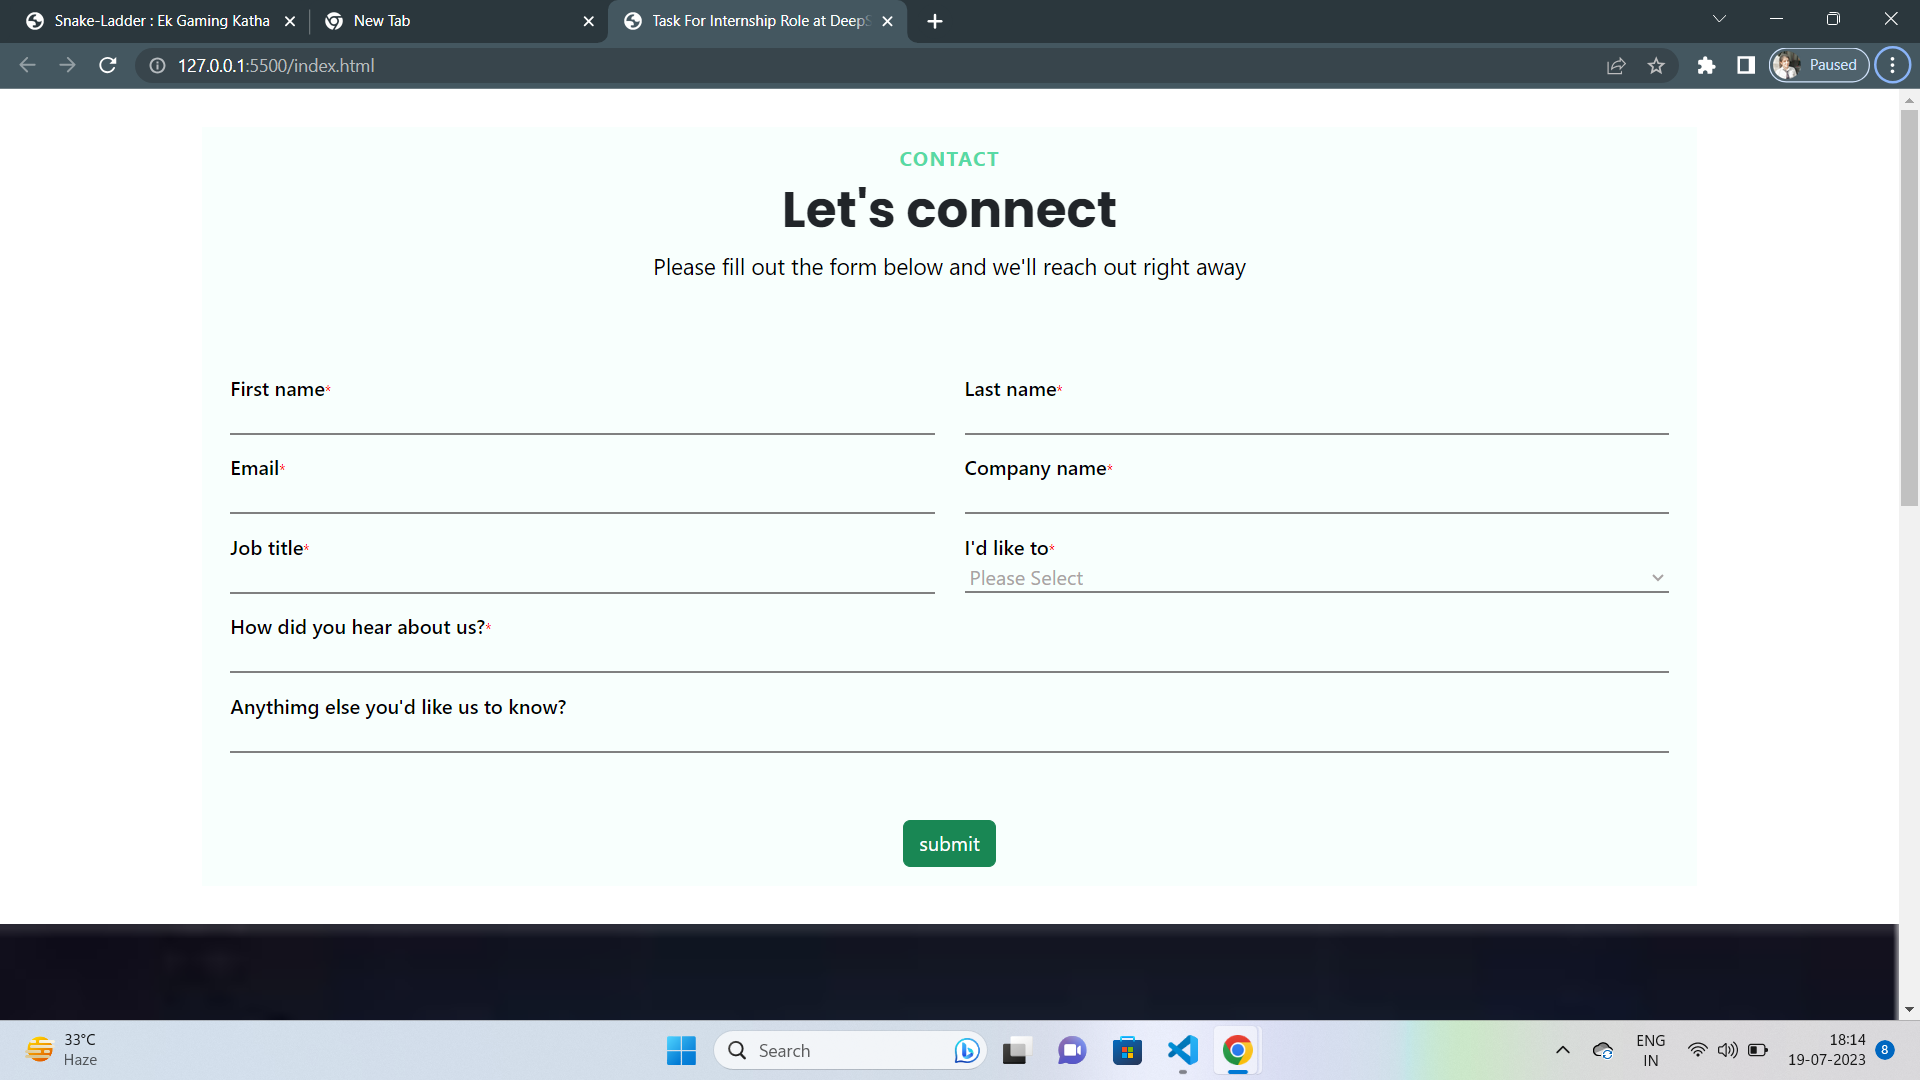 Snake-Ladder : Ek Gaming Katha
New Tab
Task For Internship Role at Deep
127.0.0.1:5500/index.html
Paused
CONTACT
Let's connect
Please fill out the form below and we'll reach out right away
First name*
Last name*
Email*
Company name*
Job title*
I'd like to*
Please Select
How did you hear about us?*
Anythimg else you'd like us to know?
submit
33°C
Haze
Search
ENG
IN
18:14
19-07-2023
8